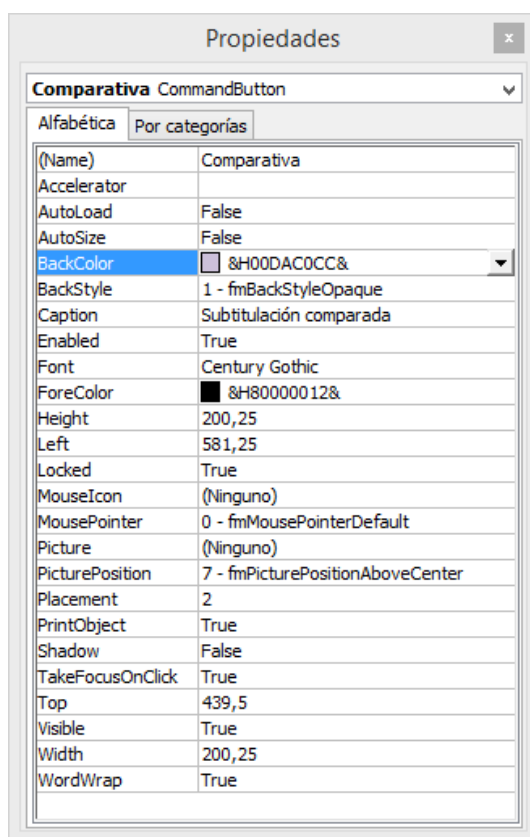 Propiedades
x
Comparativa CommandButton
Alfabética Por categorías
(Name) Comparativa
Accelerator
AutoLoad False
AutoSize False
BackColor &H00DAC0CC&
BackStyle 1 - fmBackStyleOpaque
Caption Subtitulación comparada
Enabled True
Font Century Gothic
ForeColor &H80000012&
Height 200,25
Left 581,25
Locked True
MouseIcon (Ninguno)
MousePointer 0 - fmMousePointerDefault
Picture (Ninguno)
PicturePosition 7 - fmPicturePositionAboveCenter
Placement 2
PrintObject True
Shadow False
TakeFocusOnClick True
Top 439,5
Visible True
Width 200,25
WordWrap True